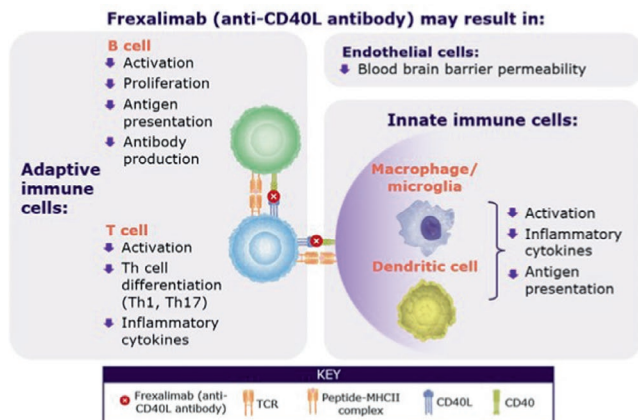 Frexalimab (anti-CD40L antibody) may result in:
Adaptive
immune
cells:
B cell
Activation
Proliferation
Antigen
presentation
Antibody
production
T cell
Activation
Th cell
differentiation
(Th1, Th17)
Inflammatory
cytokines
Endothelial cells:
Blood brain barrier permeability
Innate immune cells:
Macrophage/
microglia
Dendritic cell
Activation
Inflammatory
cytokines
Antigen
presentation
KEY
Frexalimab (anti-
CD40L antibody)
TCR
Peptide-MHCII
complex
CD40L
CD40